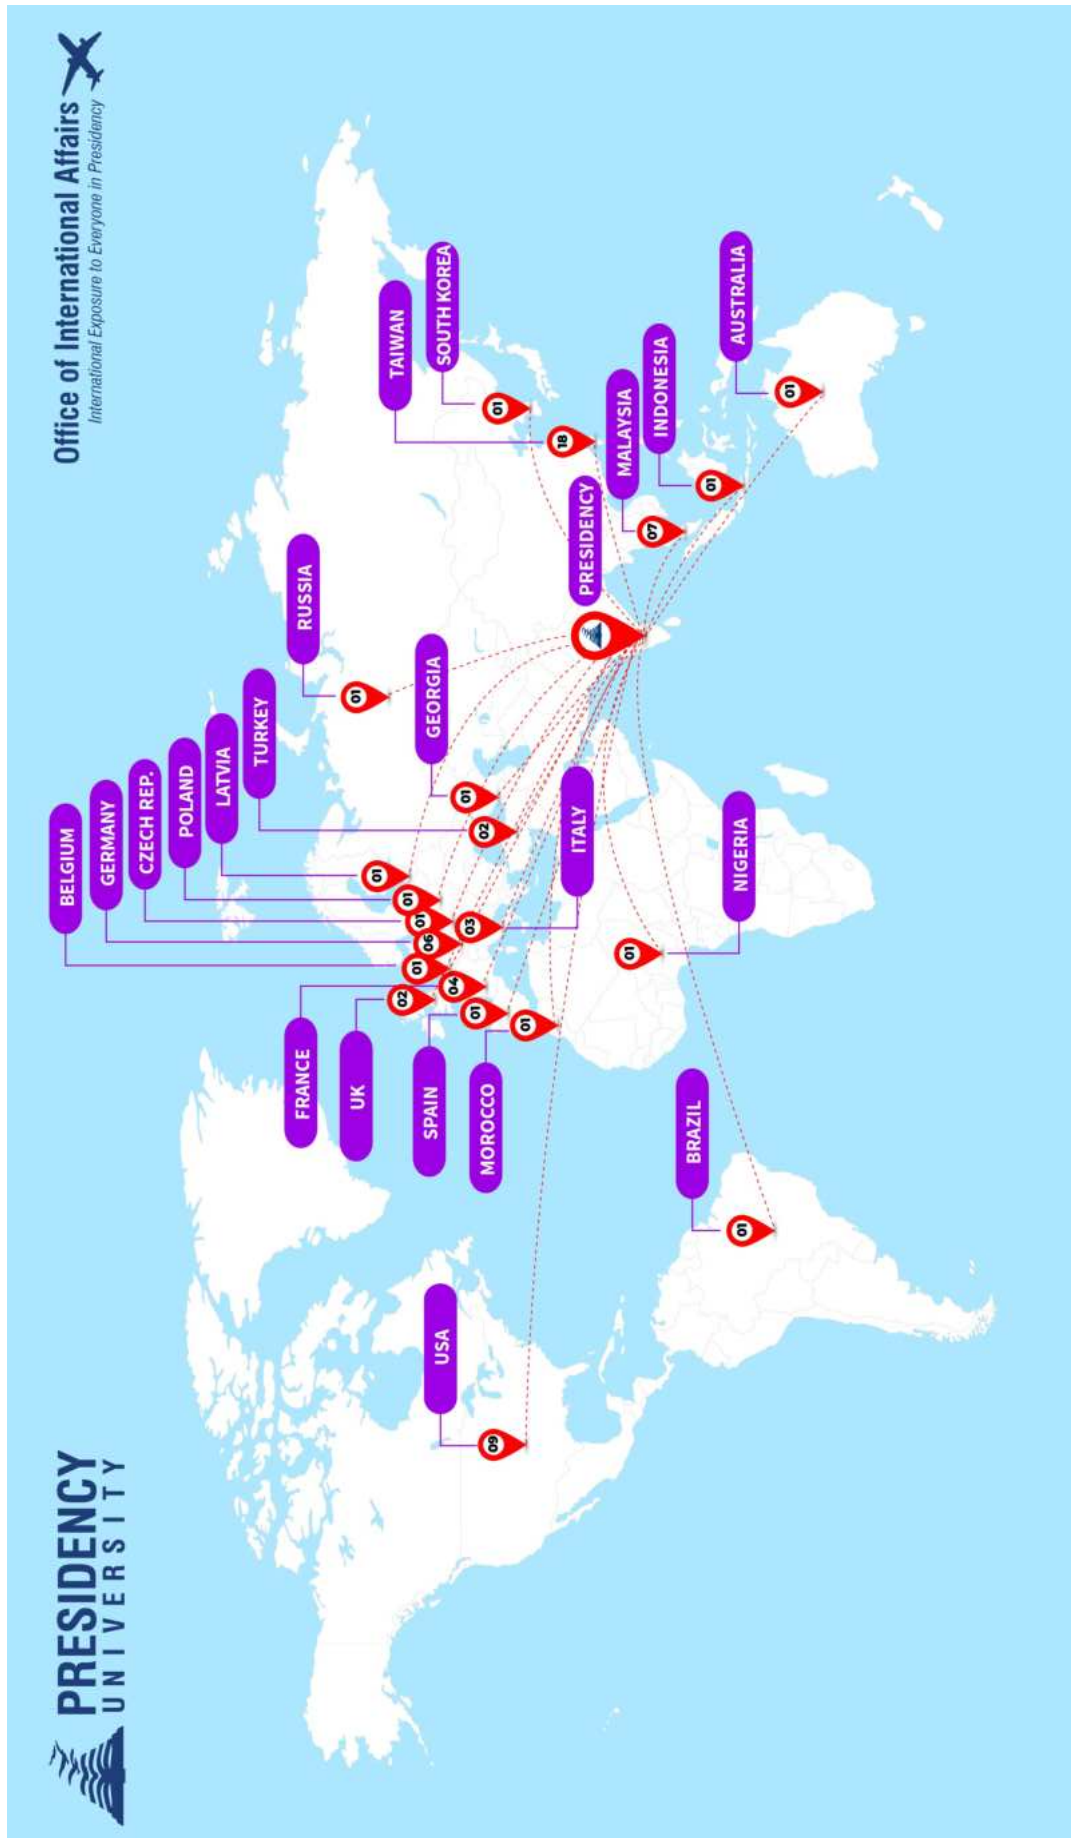 PRESIDENCY
UNIVERSITY
Office of International Affairs
International Exposure to Everyone in Presidency
BELGIUM
GERMANY
CZECH REP.
POLAND
LATVIA
TURKEY
RUSSIA
FRANCE
UK
SPAIN
MOROCCO
GEORGIA
TAIWAN
SOUTH KOREA
USA
ITALY
PRESIDENCY
MALAYSIA
INDONESIA
AUSTRALIA
BRAZIL
NIGERIA
01
01
01
01
02
01
06
01
03
04
01
01
01
02
09
01
18
07
01
01
01
01